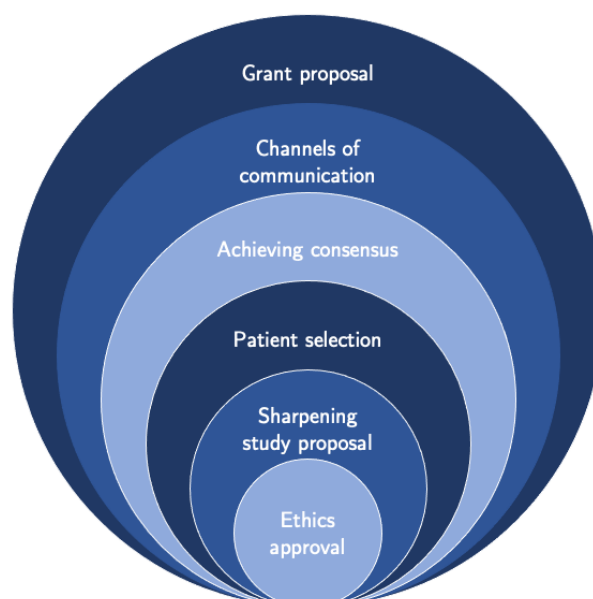 Grant proposal
Channels of
communication
Achieving consensus
Patient selection
Sharpening
study proposal
Ethics
approval